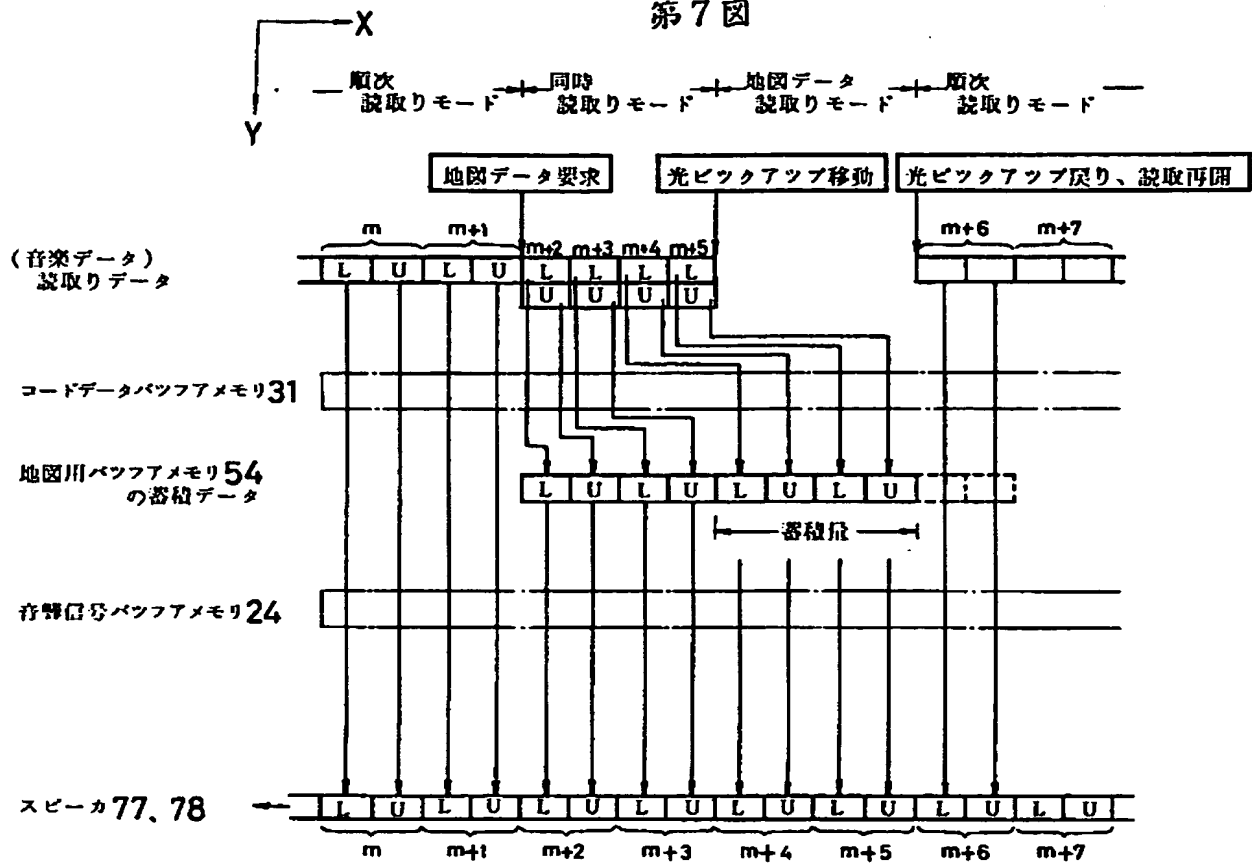 第7図
X
Y
順次
読取りモード
同時
読取りモード
地図データ
読取りモード
順次
読取りモード
地図データ要求
光ピックアップ移動
光ピックアップ戻り、読取再開
m
m+1
m+2
m+3
m+4
m+5
m+6
m+7
(音楽データ)
読取りデータ
L U L U L L L L
U U U U
コードデータバッファメモリ31
地図用バッファメモリ54
の蓄積データ
L U L U L U L U
蓄積量
音響信号バッファメモリ24
スピーカ77、78
L U L U L U L U L U L U L U L U
m
m+1
m+2
m+3
m+4
m+5
m+6
m+7